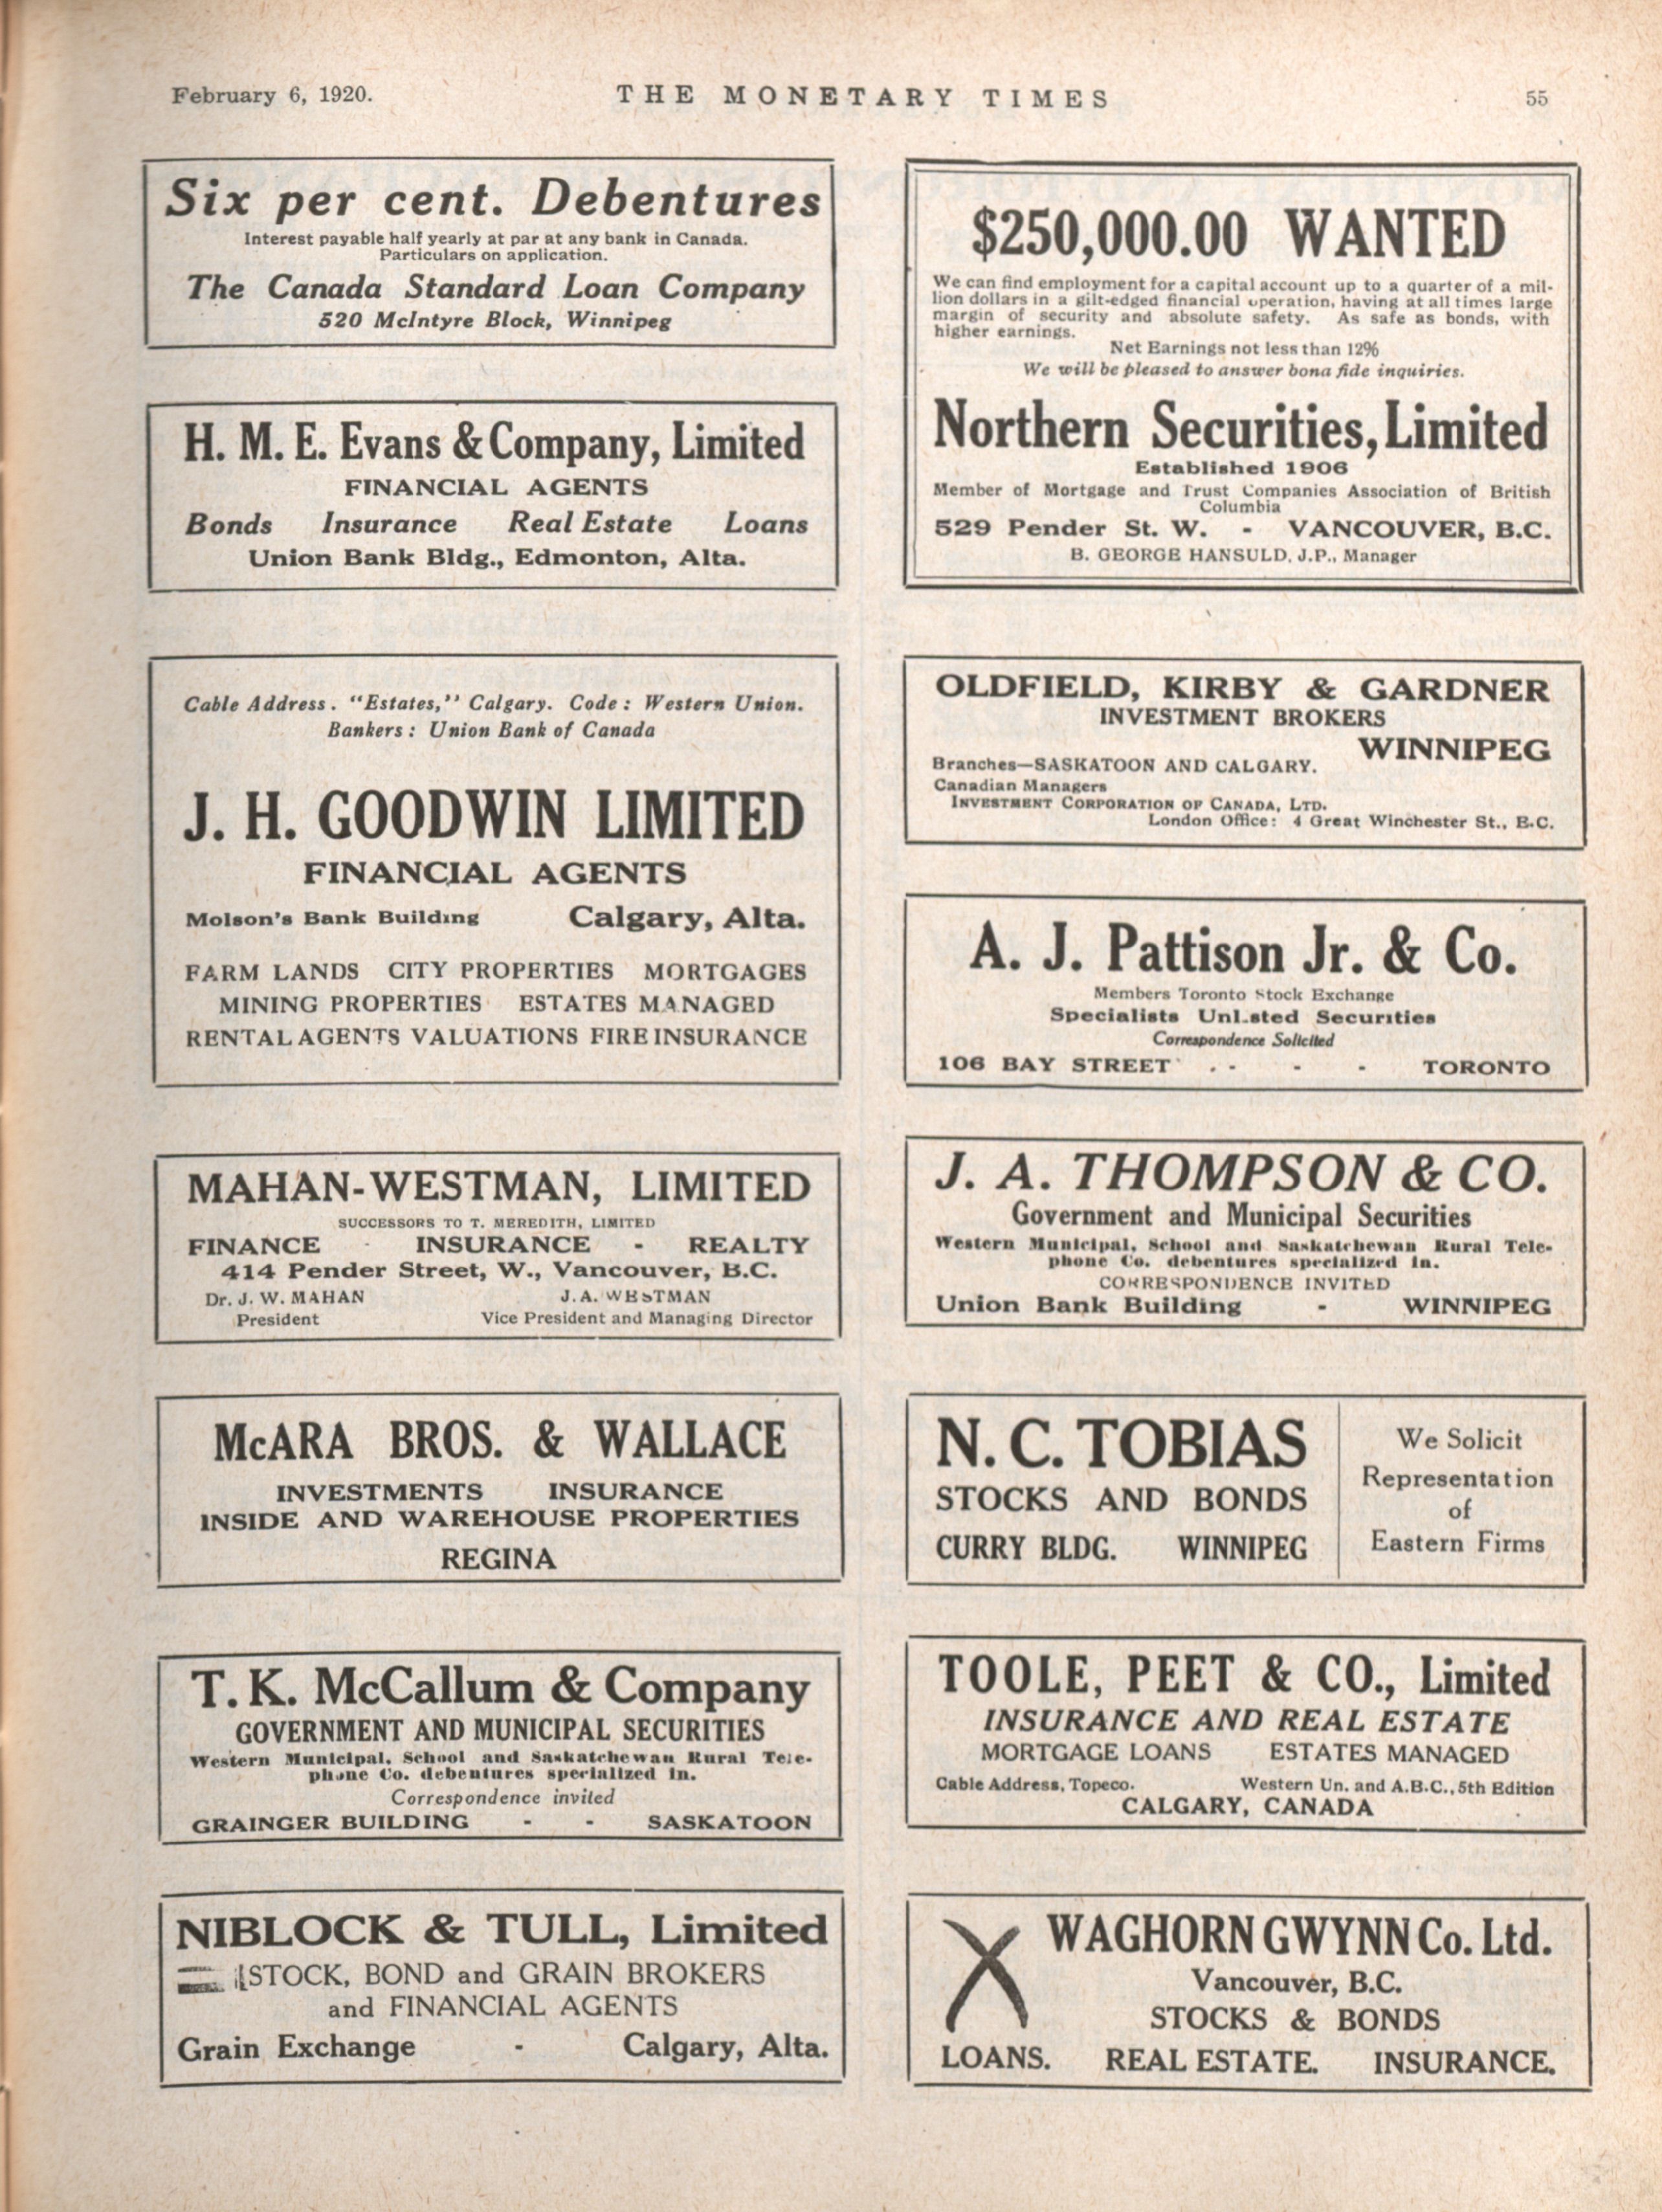 February 6, 1920.
THE MONETARY TIMES
55
Six per cent. Debentures
Interest payable half yearly at par at any bank in Canada.
Particulars on application.
The Canada Standard Loan Company
520 McIntyre Block, Winnipeg
H. M. E. Evans & Company, Limited
FINANCIAL AGENTS
Bonds Insurance Real Estate Loans
Union Bank Bldg., Edmonton, Alta.
Cable Address. "Estates," Calgary. Code: Western Union.
Bankers: Union Bank of Canada
J. H. GOODWIN LIMITED
FINANCIAL AGENTS
Molson's Bank Building Calgary, Alta.
FARM LANDS CITY PROPERTIES MORTGAGES
MINING PROPERTIES ESTATES MANAGED
RENTAL AGENTS VALUATIONS FIRE INSURANCE
MAHAN-WESTMAN, LIMITED
SUCCESSORS TO T. MEREDITH, LIMITED
FINANCE - INSURANCE - REALTY
414 Pender Street, W., Vancouver, B.C.
Dr. J. W. MAHAN J. A. WESTMAN
President Vice President and Managing Director
McARA BROS. & WALLACE
INVESTMENTS INSURANCE
INSIDE AND WAREHOUSE PROPERTIES
REGINA
T. K. McCallum & Company
GOVERNMENT AND MUNICIPAL SECURITIES
Western Municipal, School and Saskatchewan Rural Tele-
phone Co. debentures specialized in.
Correspondence invited
GRAINGER BUILDING - - SASKATOON
NIBLOCK & TULL, Limited
STOCK, BOND and GRAIN BROKERS
and FINANCIAL AGENTS
Grain Exchange - Calgary, Alta.
$250,000.00 WANTED
We can find employment for a capital account up to a quarter of a mil-
lion dollars in a gilt-edged financial operation, having at all times large
margin of security and absolute safety. As safe as bonds, with
higher earnings.
Net Earnings not less than 12%
We will be pleased to answer bona fide inquiries.
Northern Securities, Limited
Established 1906
Member of Mortgage and Trust Companies Association of British
Columbia
529 Pender St. W. - VANCOUVER, B.C.
B. GEORGE HANSULD, J.P., Manager
OLDFIELD, KIRBY & GARDNER
INVESTMENT BROKERS
WINNIPEG
Branches—SASKATOON AND CALGARY.
Canadian Managers
INVESTMENT CORPORATION OF CANADA, LTD.
London Office: 4 Great Winchester St., E.C.
A. J. Pattison Jr. & Co.
Members Toronto Stock Exchange
Specialists Unlisted Securities
Correspondence Solicited
106 BAY STREET - - - TORONTO
J. A. THOMPSON & CO.
Government and Municipal Securities
Western Municipal, School and Saskatchewan Rural Tele-
phone Co. debentures specialized in.
CORRESPONDENCE INVITED
Union Bank Building - WINNIPEG
N. C. TOBIAS
STOCKS AND BONDS
CURRY BLDG. WINNIPEG
We Solicit
Representation
of
Eastern Firms
TOOLE, PEET & CO., Limited
INSURANCE AND REAL ESTATE
MORTGAGE LOANS ESTATES MANAGED
Cable Address, Topeco. Western Un. and A.B.C., 5th Edition
CALGARY, CANADA
WAGHORN GWYNN Co. Ltd.
Vancouver, B.C.
STOCKS & BONDS
LOANS. REAL ESTATE. INSURANCE.